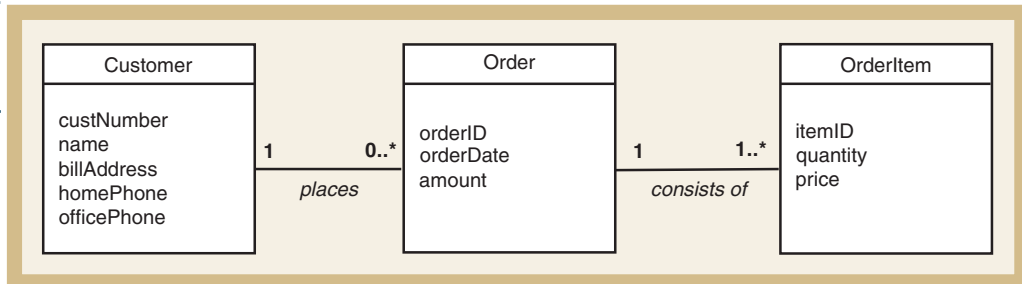 Customer
custNumber
name
billAddress
homePhone
officePhone
1
0..*
places
Order
orderID
orderDate
amount
1
1..*
consists of
OrderItem
itemID
quantity
price